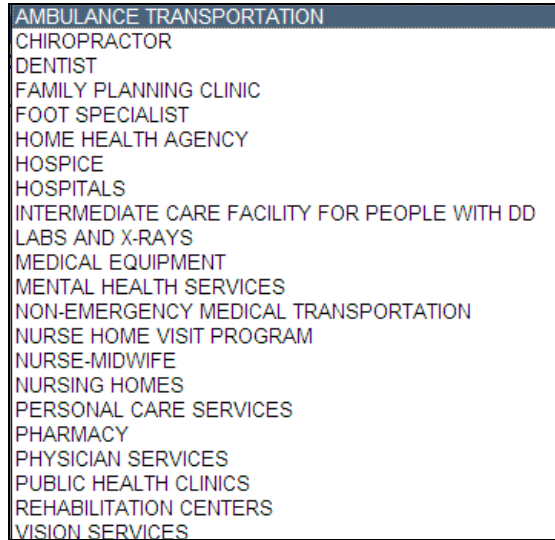 AMBULANCE TRANSPORTATION
CHIROPRACTOR
DENTIST
FAMILY PLANNING CLINIC
FOOT SPECIALIST
HOME HEALTH AGENCY
HOSPICE
HOSPITALS
INTERMEDIATE CARE FACILITY FOR PEOPLE WITH DD
LABS AND X-RAYS
MEDICAL EQUIPMENT
MENTAL HEALTH SERVICES
NON-EMERGENCY MEDICAL TRANSPORTATION
NURSE HOME VISIT PROGRAM
NURSE-MIDWIFE
NURSING HOMES
PERSONAL CARE SERVICES
PHARMACY
PHYSICIAN SERVICES
PUBLIC HEALTH CLINICS
REHABILITATION CENTERS
VISION SERVICES